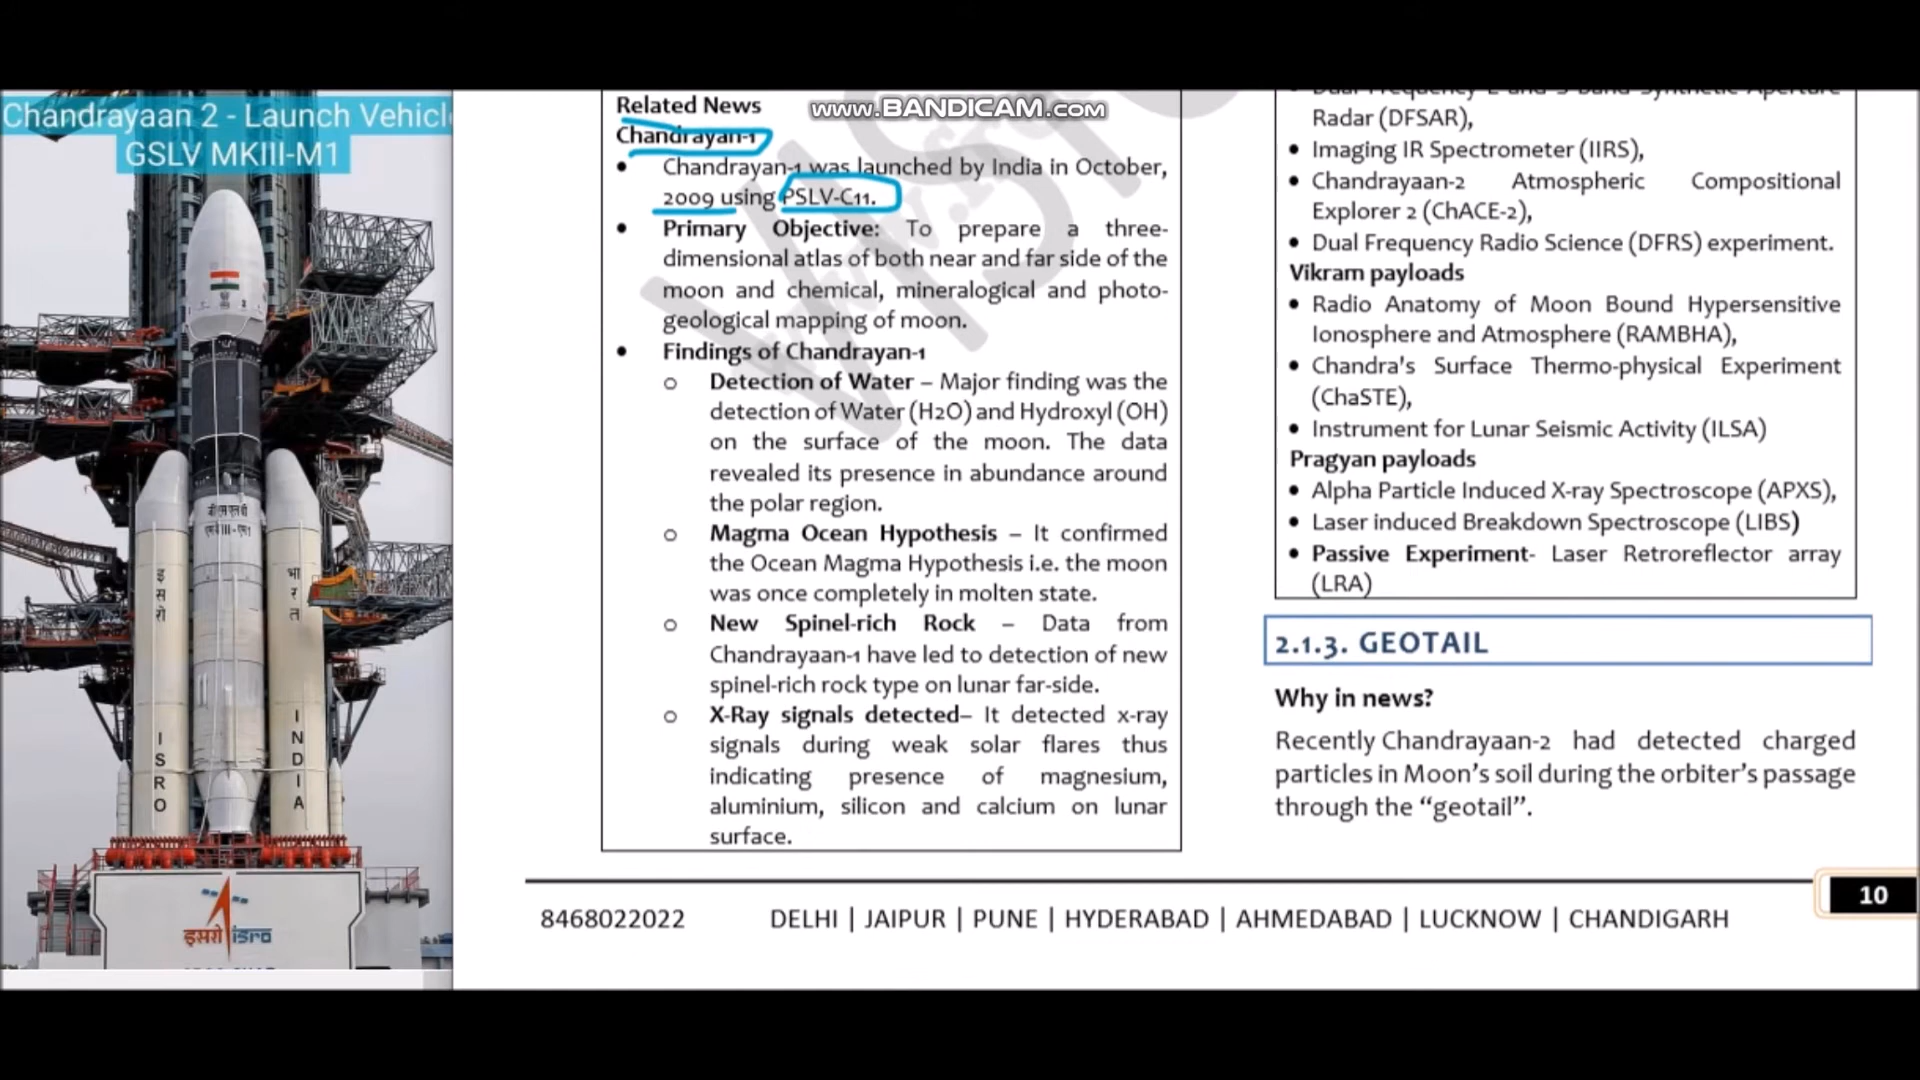 Chandrayaan 2 - Launch Vehicle
GSLV MKIII-M1
जीएसएलवी
एम्कIII-एम1
इसरो
भारत
ISRO
INDIA
इसरो isro
www.BANDICAM.com
Related News
Chandrayan-1
• Chandrayan-1 was launched by India in October,
2009 using PSLV-C11.
• Primary Objective: To prepare a three-
dimensional atlas of both near and far side of the
moon and chemical, mineralogical and photo-
geological mapping of moon.
• Findings of Chandrayan-1
o Detection of Water – Major finding was the
detection of Water (H2O) and Hydroxyl (OH)
on the surface of the moon. The data
revealed its presence in abundance around
the polar region.
o Magma Ocean Hypothesis – It confirmed
the Ocean Magma Hypothesis i.e. the moon
was once completely in molten state.
o New Spinel-rich Rock – Data from
Chandrayaan-1 have led to detection of new
spinel-rich rock type on lunar far-side.
o X-Ray signals detected– It detected x-ray
signals during weak solar flares thus
indicating presence of magnesium,
aluminium, silicon and calcium on lunar
surface.
• Dual Frequency L and S band Synthetic Aperture
Radar (DFSAR),
• Imaging IR Spectrometer (IIRS),
• Chandrayaan-2 Atmospheric Compositional
Explorer 2 (ChACE-2),
• Dual Frequency Radio Science (DFRS) experiment.
Vikram payloads
• Radio Anatomy of Moon Bound Hypersensitive
Ionosphere and Atmosphere (RAMBHA),
• Chandra's Surface Thermo-physical Experiment
(ChaSTE),
• Instrument for Lunar Seismic Activity (ILSA)
Pragyan payloads
• Alpha Particle Induced X-ray Spectroscope (APXS),
• Laser induced Breakdown Spectroscope (LIBS)
• Passive Experiment- Laser Retroreflector array
(LRA)
2.1.3. GEOTAIL
Why in news?
Recently Chandrayaan-2 had detected charged
particles in Moon’s soil during the orbiter’s passage
through the “geotail”.
10
8468022022 DELHI | JAIPUR | PUNE | HYDERABAD | AHMEDABAD | LUCKNOW | CHANDIGARH